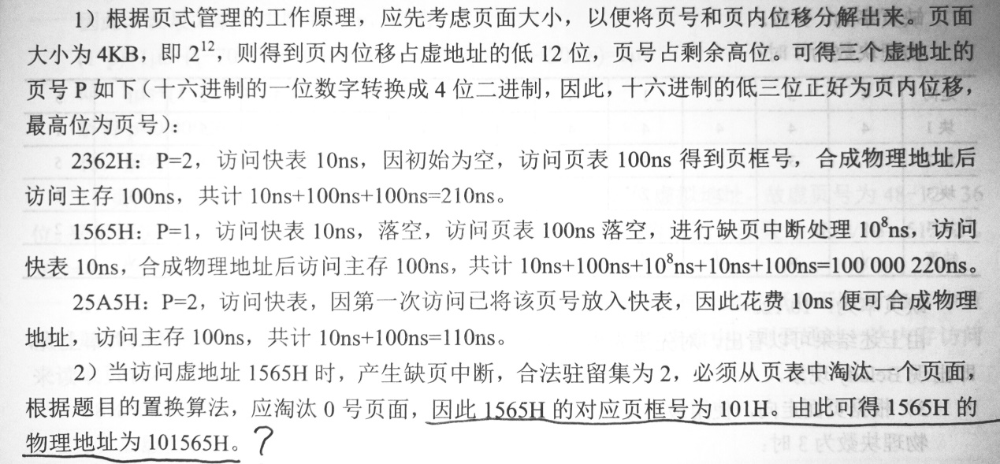 1）根据页式管理的工作原理，应先考虑页面大小，以便将页号和页内位移分解出来。页面
大小为 4KB，即 2¹²，则得到页内位移占虚地址的低 12 位，页号占剩余高位。可得三个虚地址的
页号 P 如下（十六进制的一位数字转换成 4 位二进制，因此，十六进制的低三位正好为页内位移，
最高位为页号）：
2362H：P=2，访问快表 10ns，因初始为空，访问页表 100ns 得到页框号，合成物理地址后
访问主存 100ns，共计 10ns+100ns+100ns=210ns。
1565H：P=1，访问快表 10ns，落空，访问页表 100ns 落空，进行缺页中断处理 10⁸ns，访问
快表 10ns，合成物理地址后访问主存 100ns，共计 10ns+100ns+10⁸ns+10ns+100ns=100 000 220ns。
25A5H：P=2，访问快表，因第一次访问已将该页号放入快表，因此花费 10ns 便可合成物理
地址，访问主存 100ns，共计 10ns+100ns=110ns。
2）当访问虚地址 1565H 时，产生缺页中断，合法驻留集为 2，必须从页表中淘汰一个页面，
根据题目的置换算法，应淘汰 0 号页面，因此 1565H 的对应页框号为 101H。由此可得 1565H 的
物理地址为 101565H。？